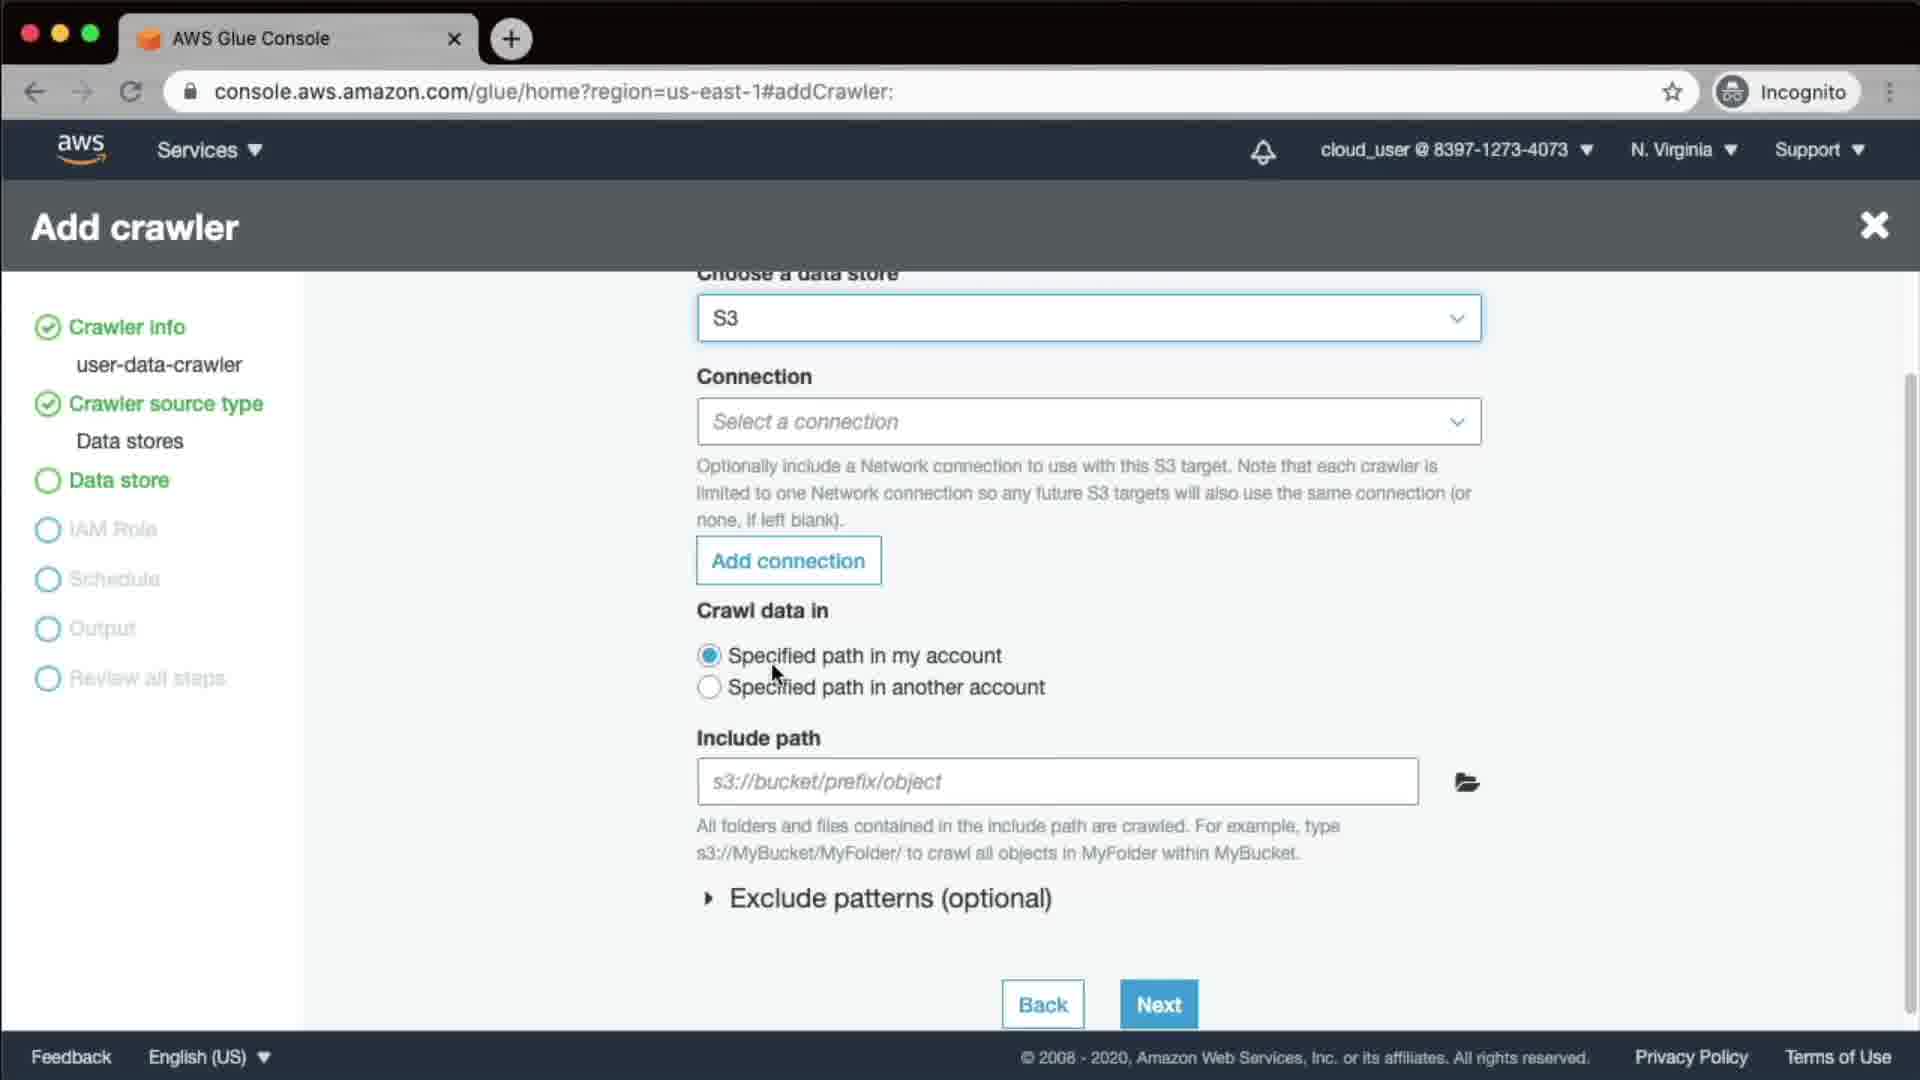 AWS Glue Console
console.aws.amazon.com/glue/home?region=us-east-1#addCrawler:
Incognito
aws
Services
cloud_user @ 8397-1273-4073
N. Virginia
Support
Add crawler
Crawler info
user-data-crawler
Crawler source type
Data stores
Data store
IAM Role
Schedule
Output
Review all steps
Choose a data store
S3
Connection
Select a connection
Optionally include a Network connection to use with this S3 target. Note that each crawler is
limited to one Network connection so any future S3 targets will also use the same connection (or
none, if left blank).
Add connection
Crawl data in
Specified path in my account
Specified path in another account
Include path
s3://bucket/prefix/object
All folders and files contained in the include path are crawled. For example, type
s3://MyBucket/MyFolder/ to crawl all objects in MyFolder within MyBucket.
Exclude patterns (optional)
Back
Next
Feedback
English (US)
© 2008 - 2020, Amazon Web Services, Inc. or its affiliates. All rights reserved.
Privacy Policy
Terms of Use